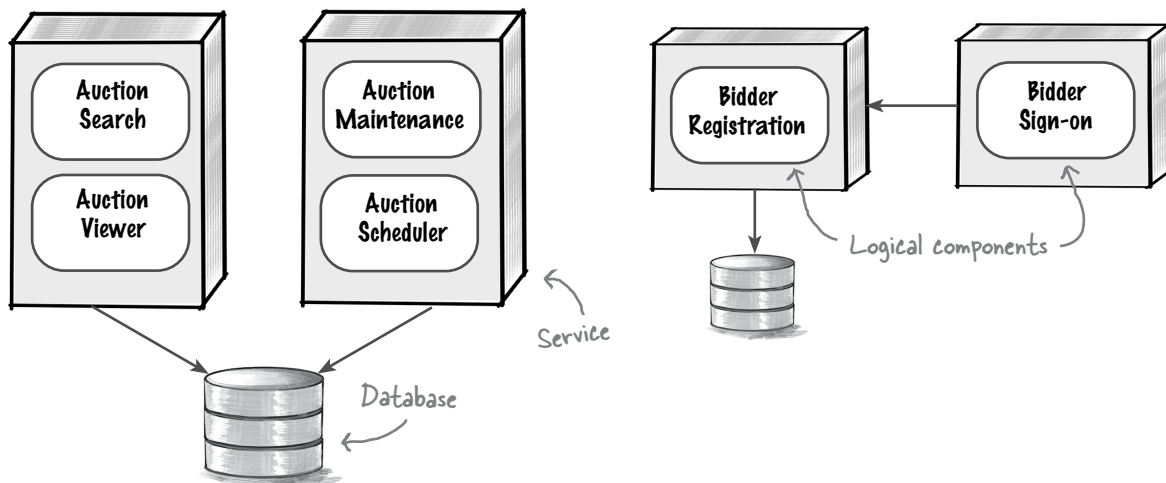 Auction
Search
Auction
Viewer
Auction
Maintenance
Auction
Scheduler
Service
Database
Bidder
Registration
Bidder
Sign-on
Logical components